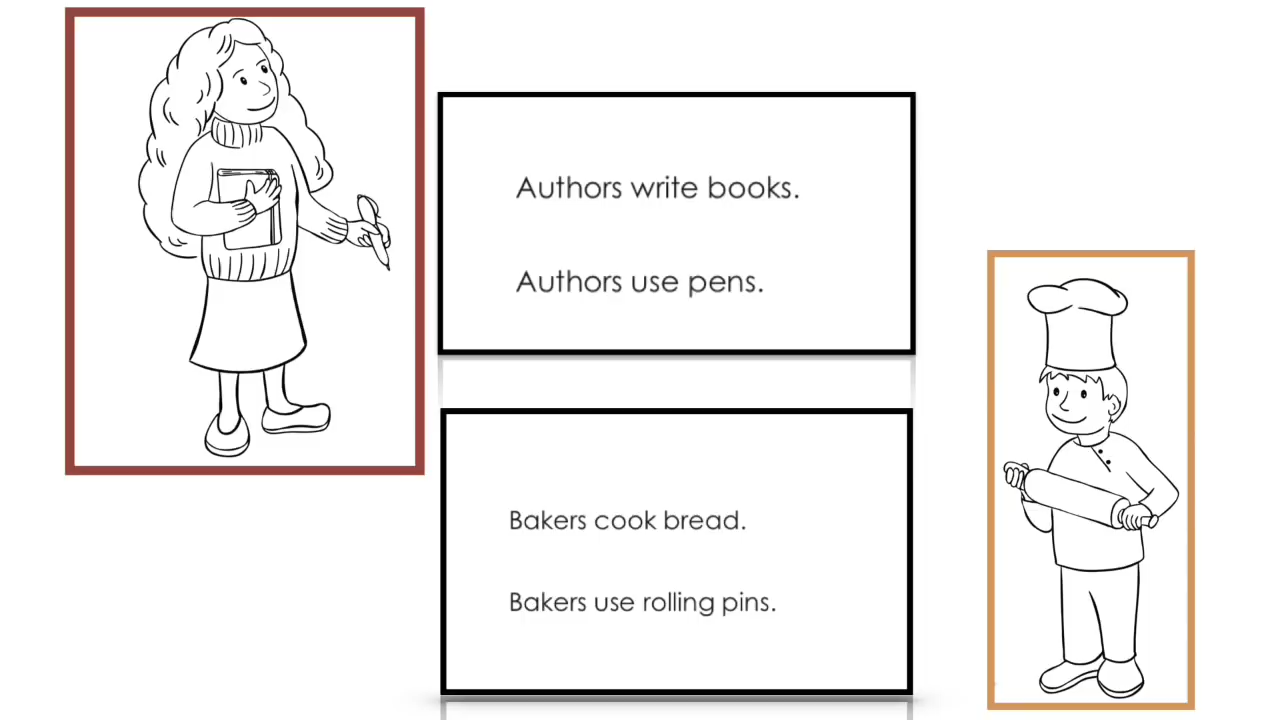 Authors write books.
Authors use pens.
Bakers cook bread.
Bakers use rolling pins.